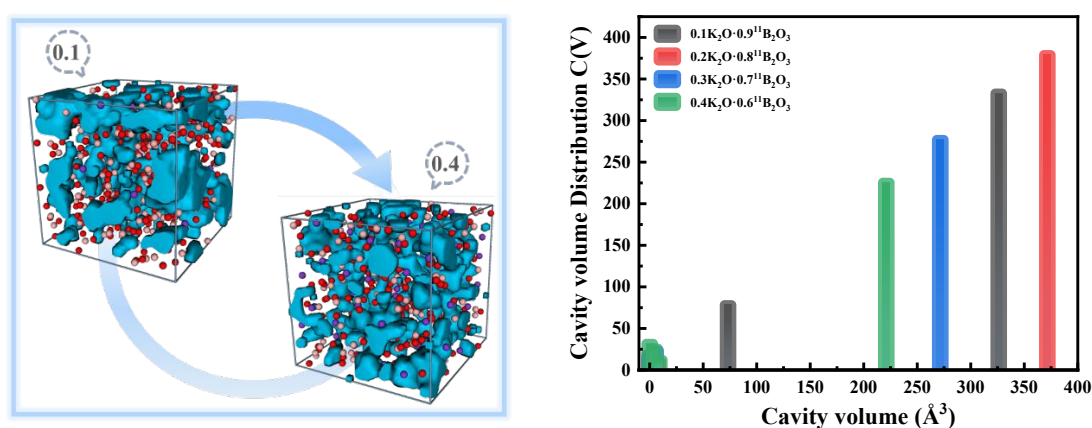 0.1
0.4
Cavity volume Distribution C(V)
400
350
300
250
200
150
100
50
0
0.1K₂O·0.9¹¹B₂O₃
0.2K₂O·0.8¹¹B₂O₃
0.3K₂O·0.7¹¹B₂O₃
0.4K₂O·0.6¹¹B₂O₃
0 50 100 150 200 250 300 350 400
Cavity volume (Å³)